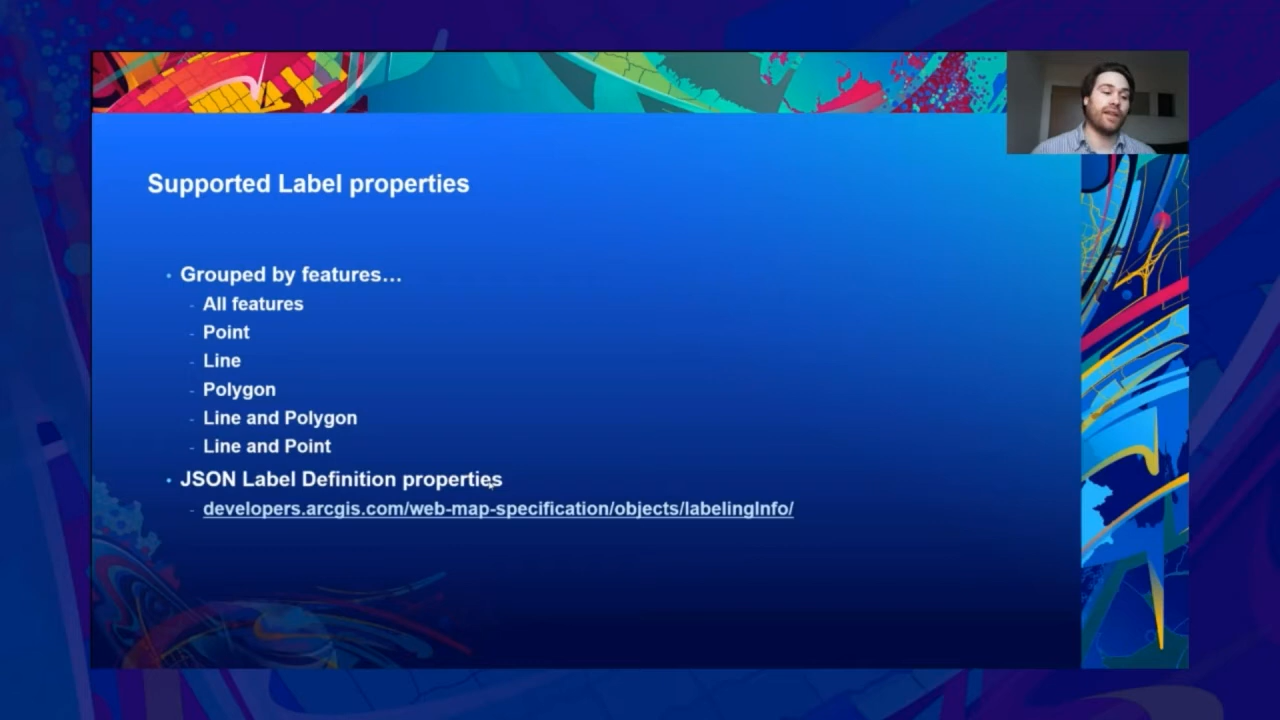 Supported Label properties
Grouped by features…
All features
Point
Line
Polygon
Line and Polygon
Line and Point
JSON Label Definition properties
developers.arcgis.com/web-map-specification/objects/labelingInfo/